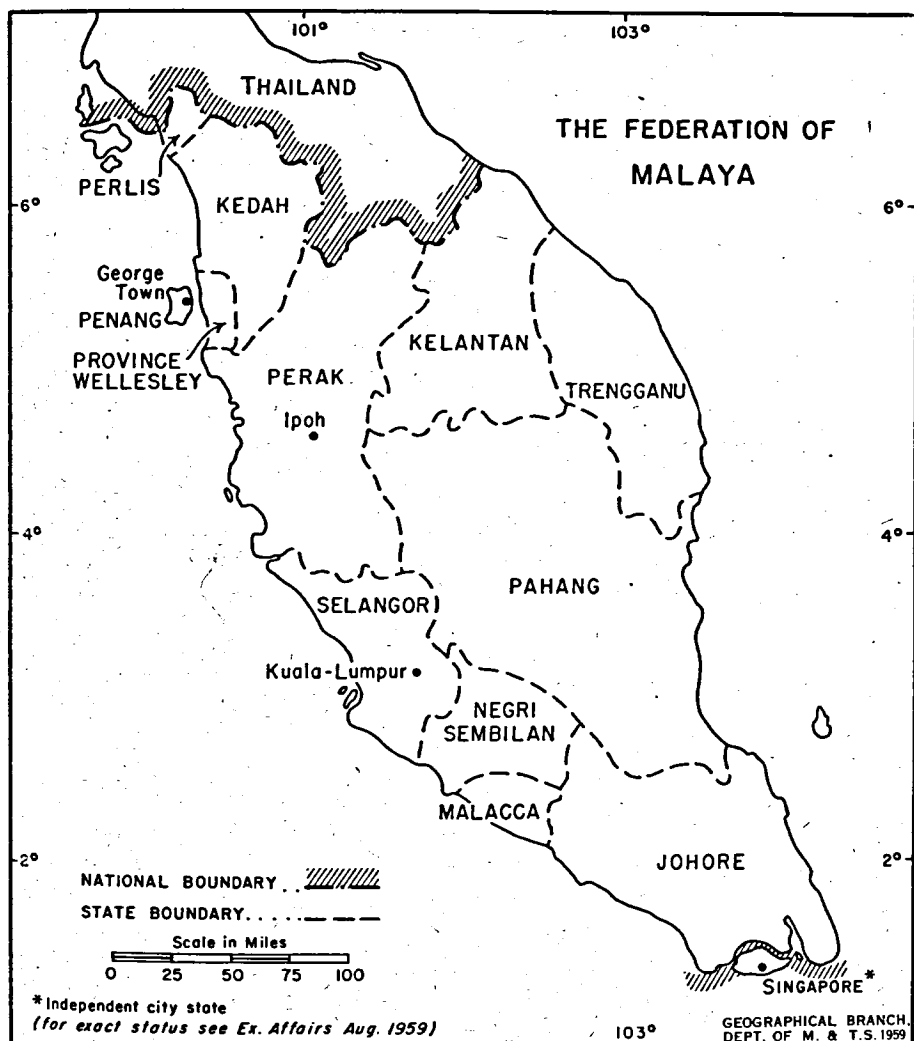 101°
103°
THAILAND
THE FEDERATION OF
MALAYA
PERLIS
6°
KEDAH
6°
George
Town
PENANG
PROVINCE
WELLESLEY
KELANTAN
PERAK
TRENGGANU
Ipoh
4°
4°
PAHANG
SELANGOR
Kuala-Lumpur
NEGRI
SEMBILAN
MALACCA
JOHORE
2°
2°
NATIONAL BOUNDARY . .
STATE BOUNDARY . . . . .
Scale in Miles
0 25 50 75 100
SINGAPORE*
*Independent city state
(for exact status see Ex. Affairs Aug. 1959)
103°
GEOGRAPHICAL BRANCH,
DEPT. OF M. & T.S. 1959